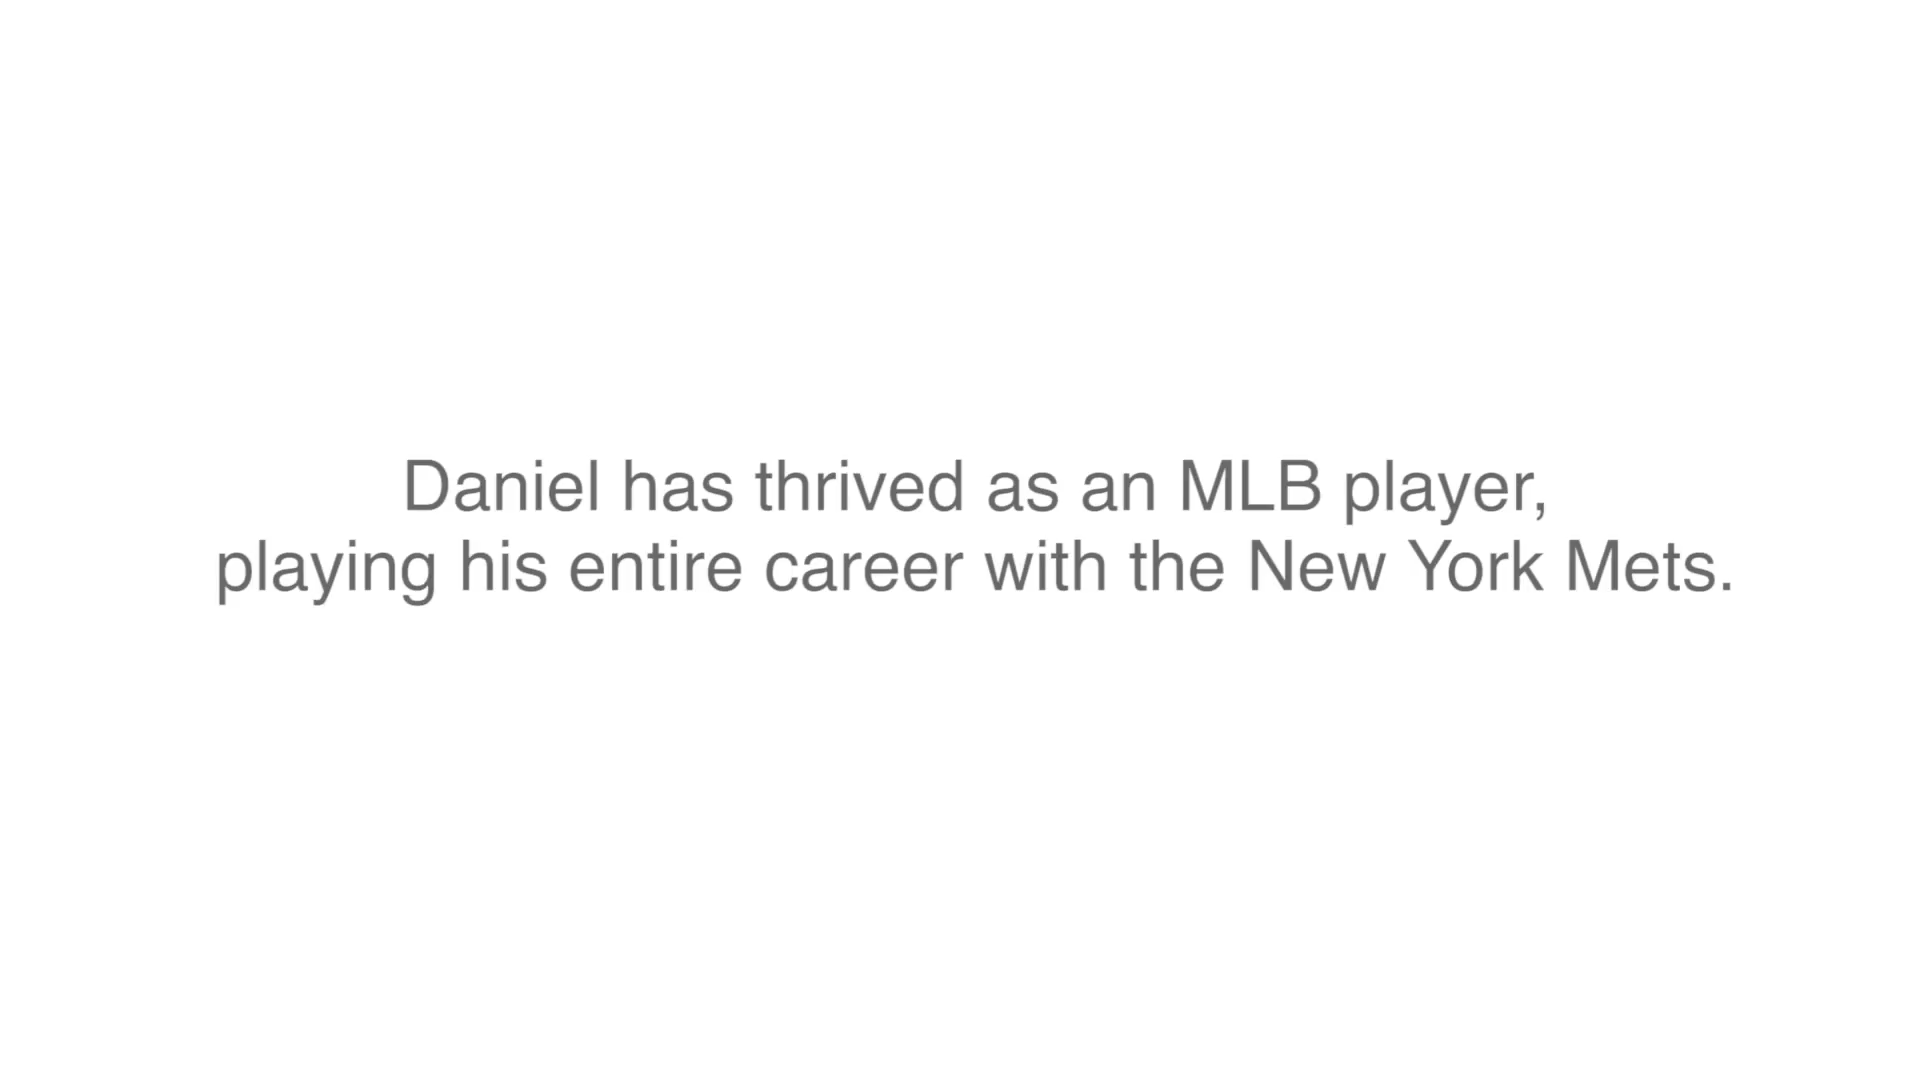 Daniel has thrived as an MLB player,
playing his entire career with the New York Mets.